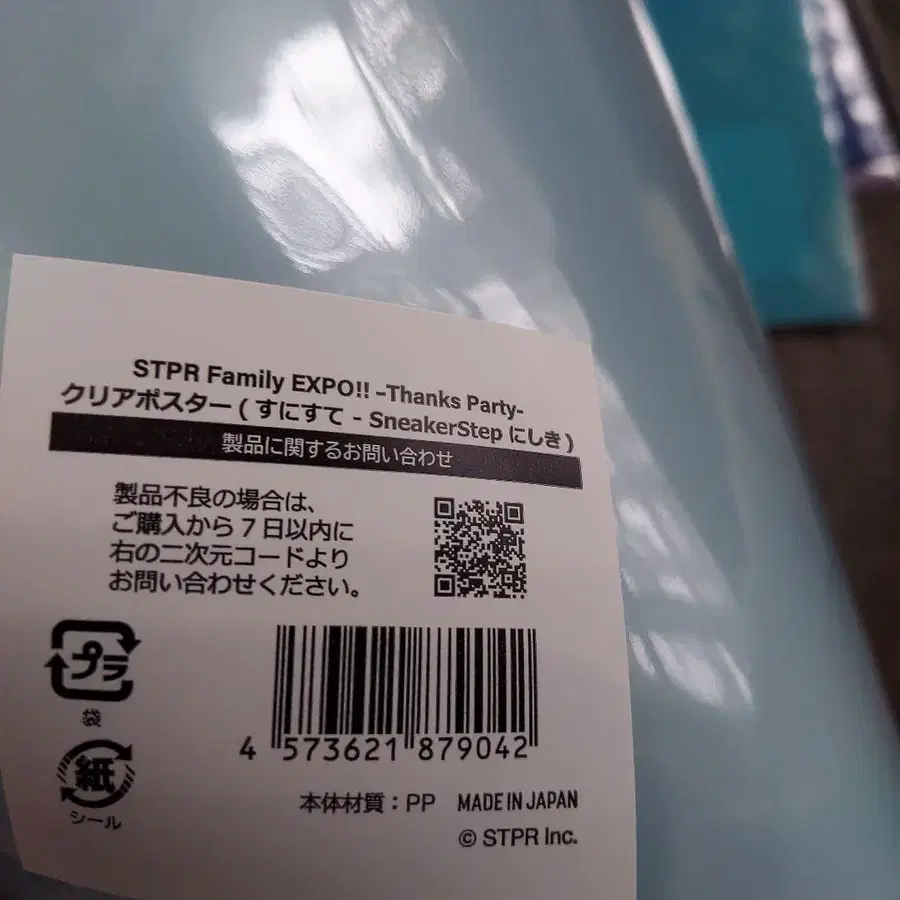 STPR Family EXPO!! -Thanks Party-
クリアポスター ( すにすて - SneakerStep にしき )
製品に関するお問い合わせ
製品不良の場合は、
ご購入から 7 日以内に
右の二次元コードより
お問い合わせください。
プラ
袋
紙
シール
4 573621 879042
本体材質：PP MADE IN JAPAN
© STPR Inc.